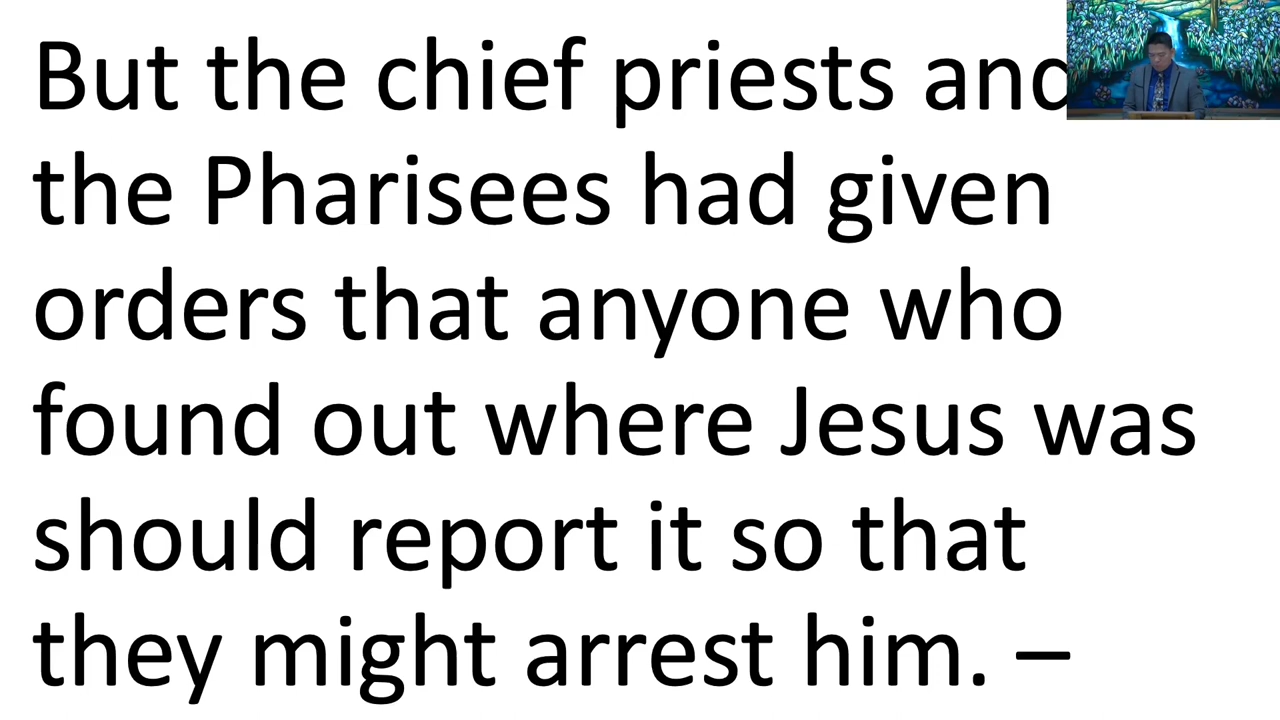 But the chief priests and
the Pharisees had given
orders that anyone who
found out where Jesus was
should report it so that
they might arrest him. –